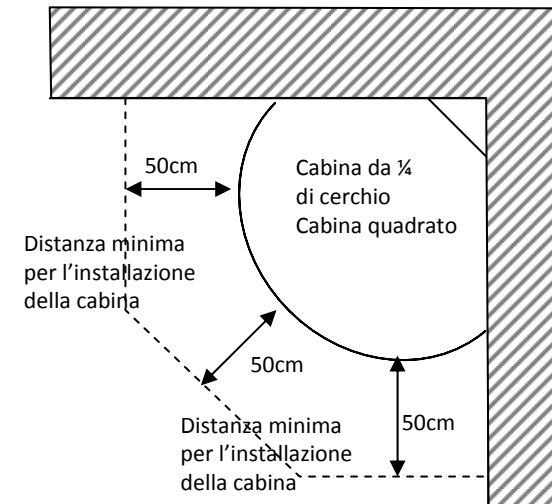 50cm
Cabina da ¼
di cerchio
Cabina quadrato
Distanza minima
per l'installazione
della cabina
50cm
50cm
Distanza minima
per l'installazione
della cabina